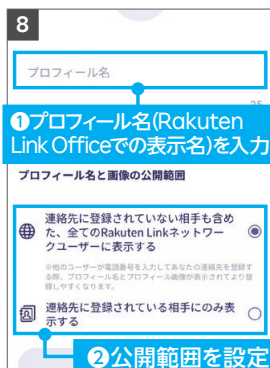 8
プロフィール名
25
❶プロフィール名(Rakuten
Link Officeでの表示名)を入力
プロフィール名と画像の公開範囲
連絡先に登録されていない相手も含め
た、全てのRakuten Linkネットワー
クユーザーに表示する
※他のユーザーが電話番号を入力してあなたの連絡先を登録す
る際、プロフィール名とプロフィール画像が表示されてより登
録しやすくなります。
連絡先に登録されている相手にのみ表
示する
❷公開範囲を設定